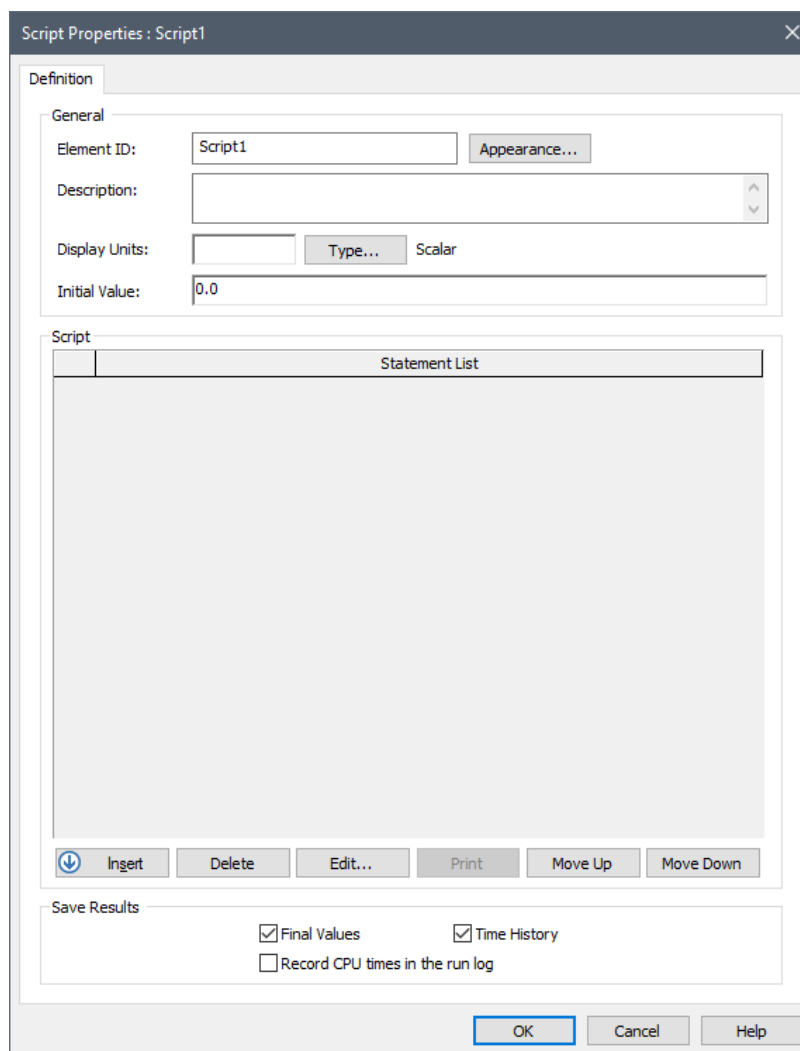 Script Properties : Script1
Definition
General
Element ID: Script1 Appearance...
Description:
Display Units: Type... Scalar
Initial Value: 0.0
Script
Statement List
Insert Delete Edit... Print Move Up Move Down
Save Results
Final Values Time History
Record CPU times in the run log
OK Cancel Help